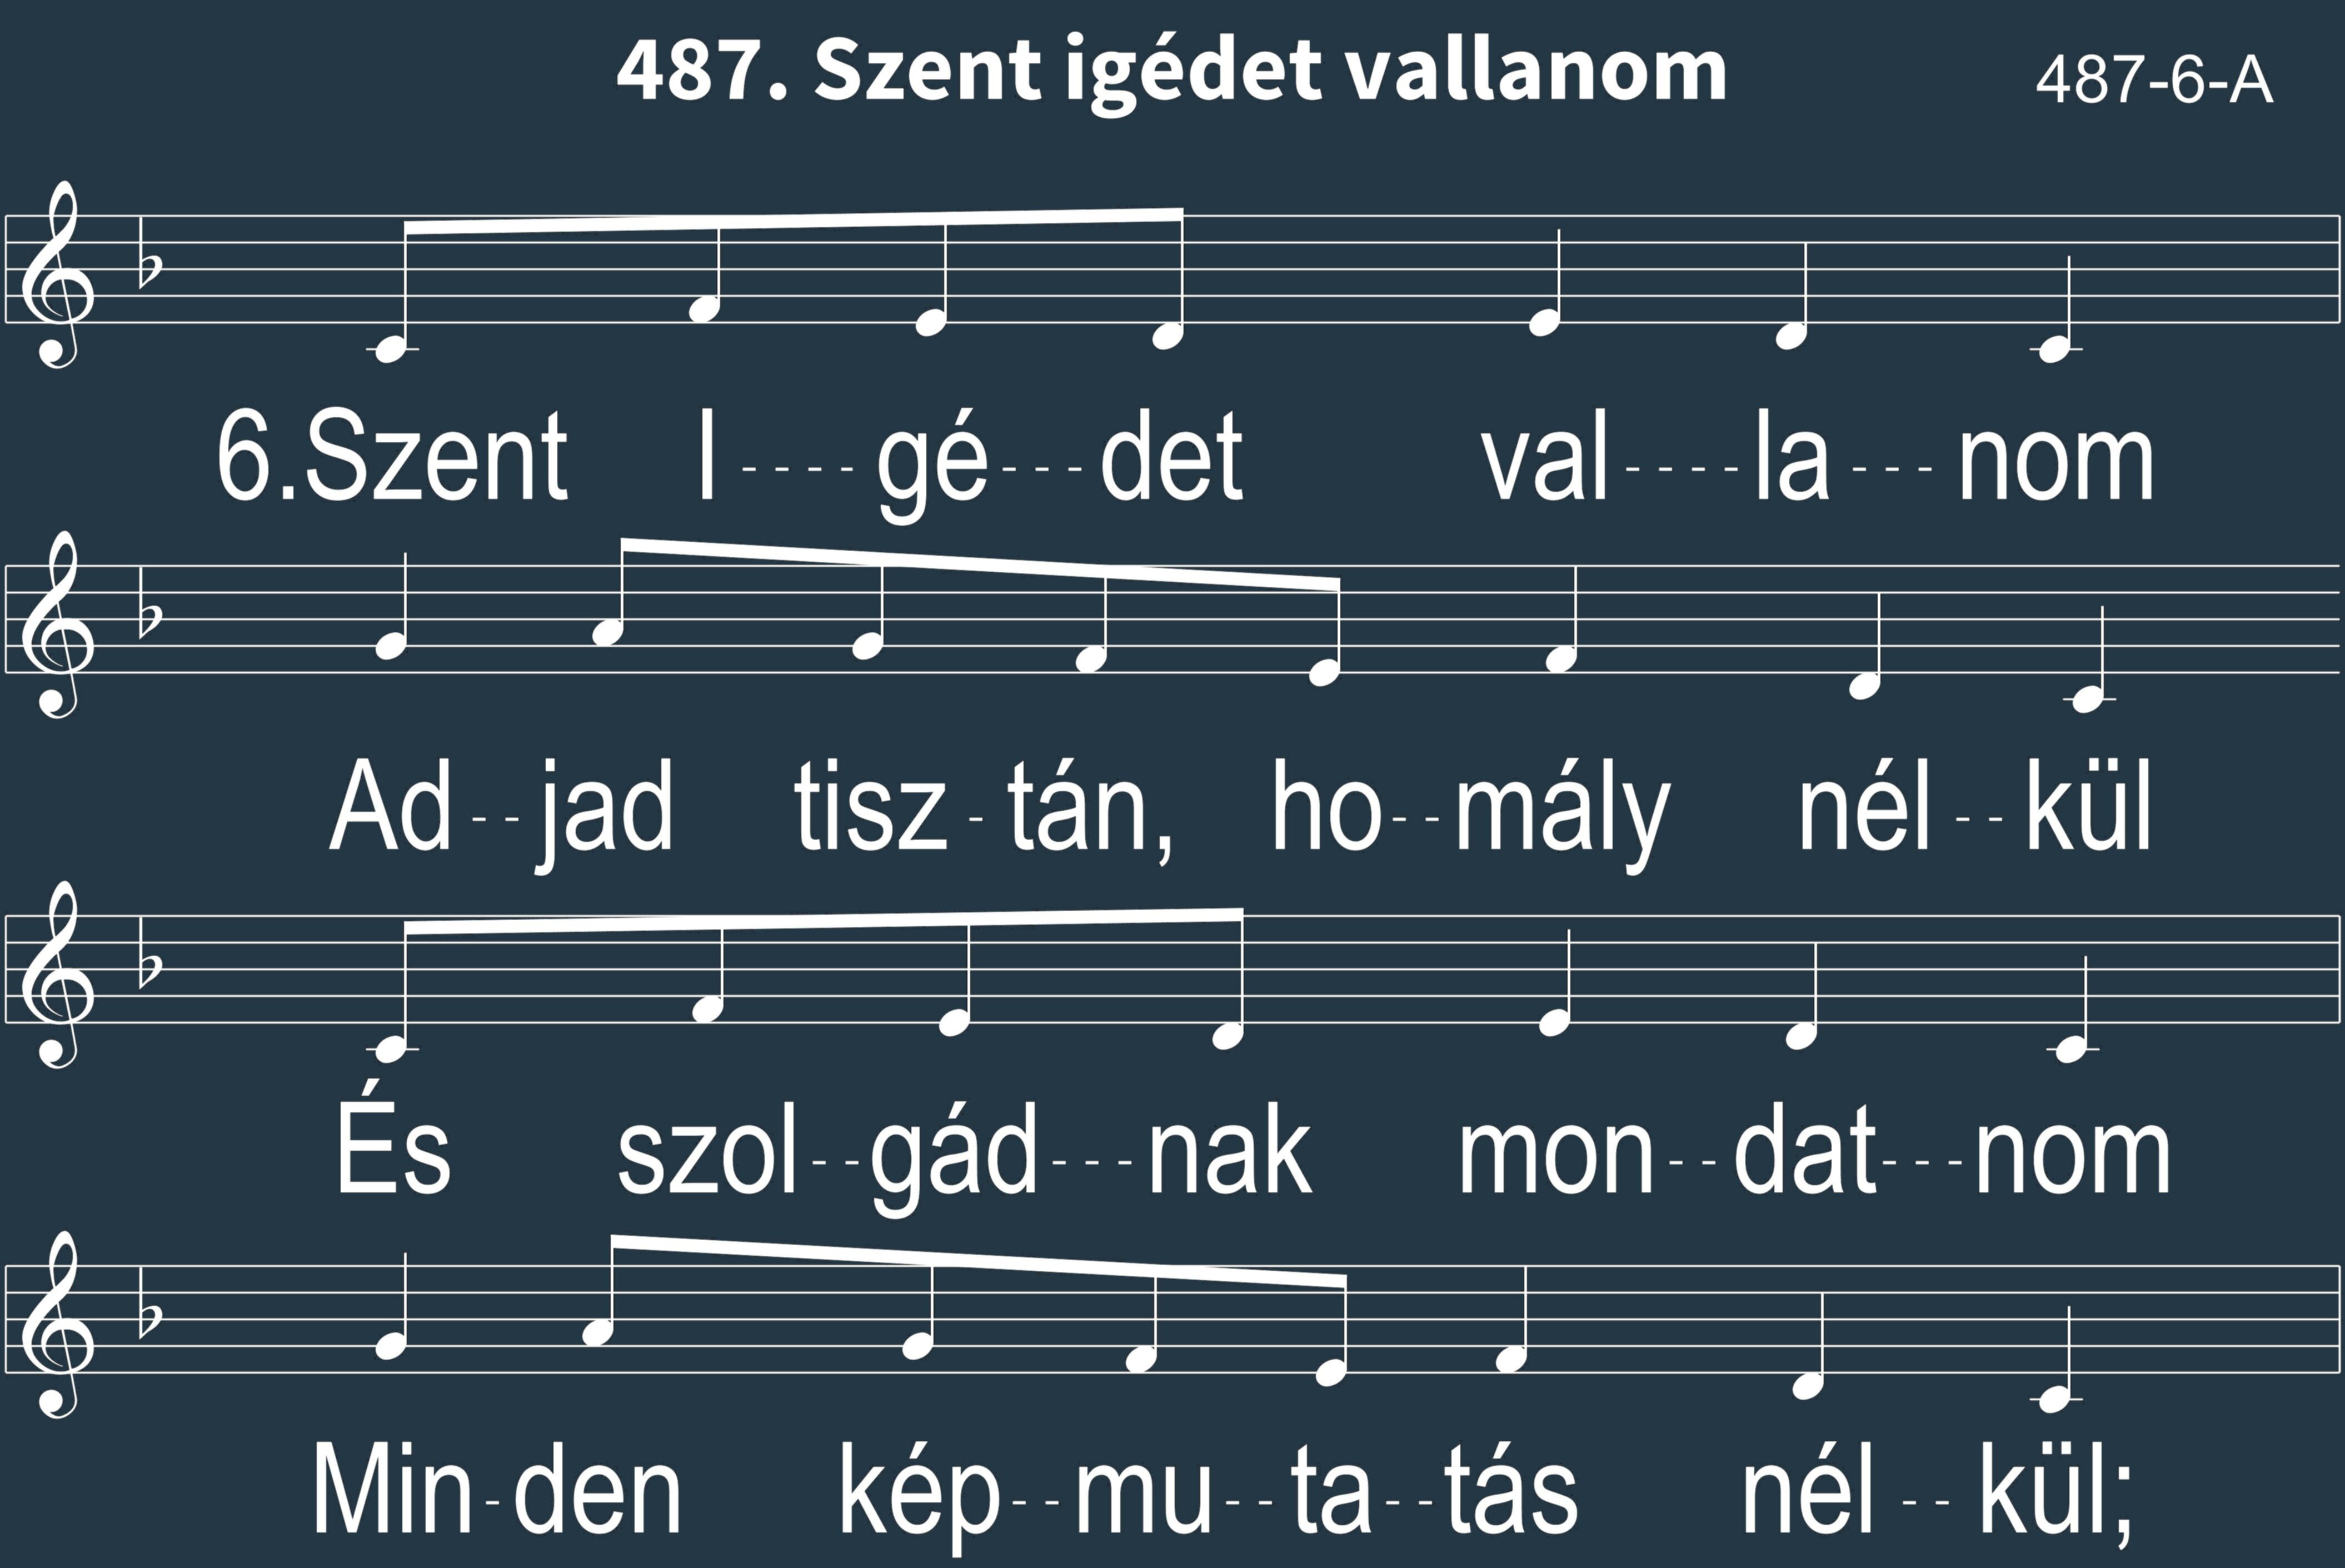 487. Szent igédet vallanom
487-6-A
6.Szent I----gé---det val----la---nom
Ad--jad tisz-tán, ho--mály nél--kül
És szol--gád---nak mon--dat---nom
Min-den kép--mu--ta--tás nél--kül;